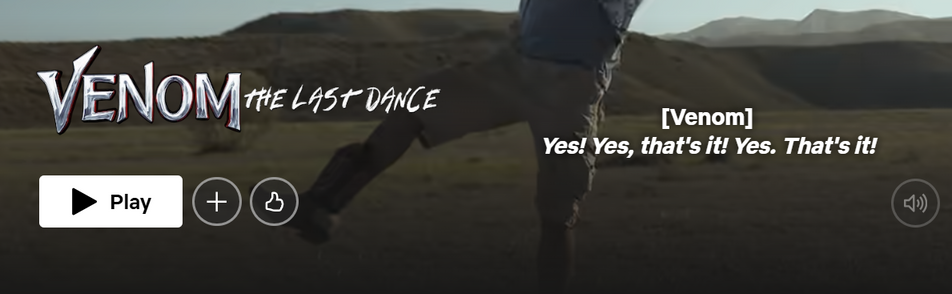 VENOM THE LAST DANCE
[Venom]
Yes! Yes, that's it! Yes. That's it!
Play